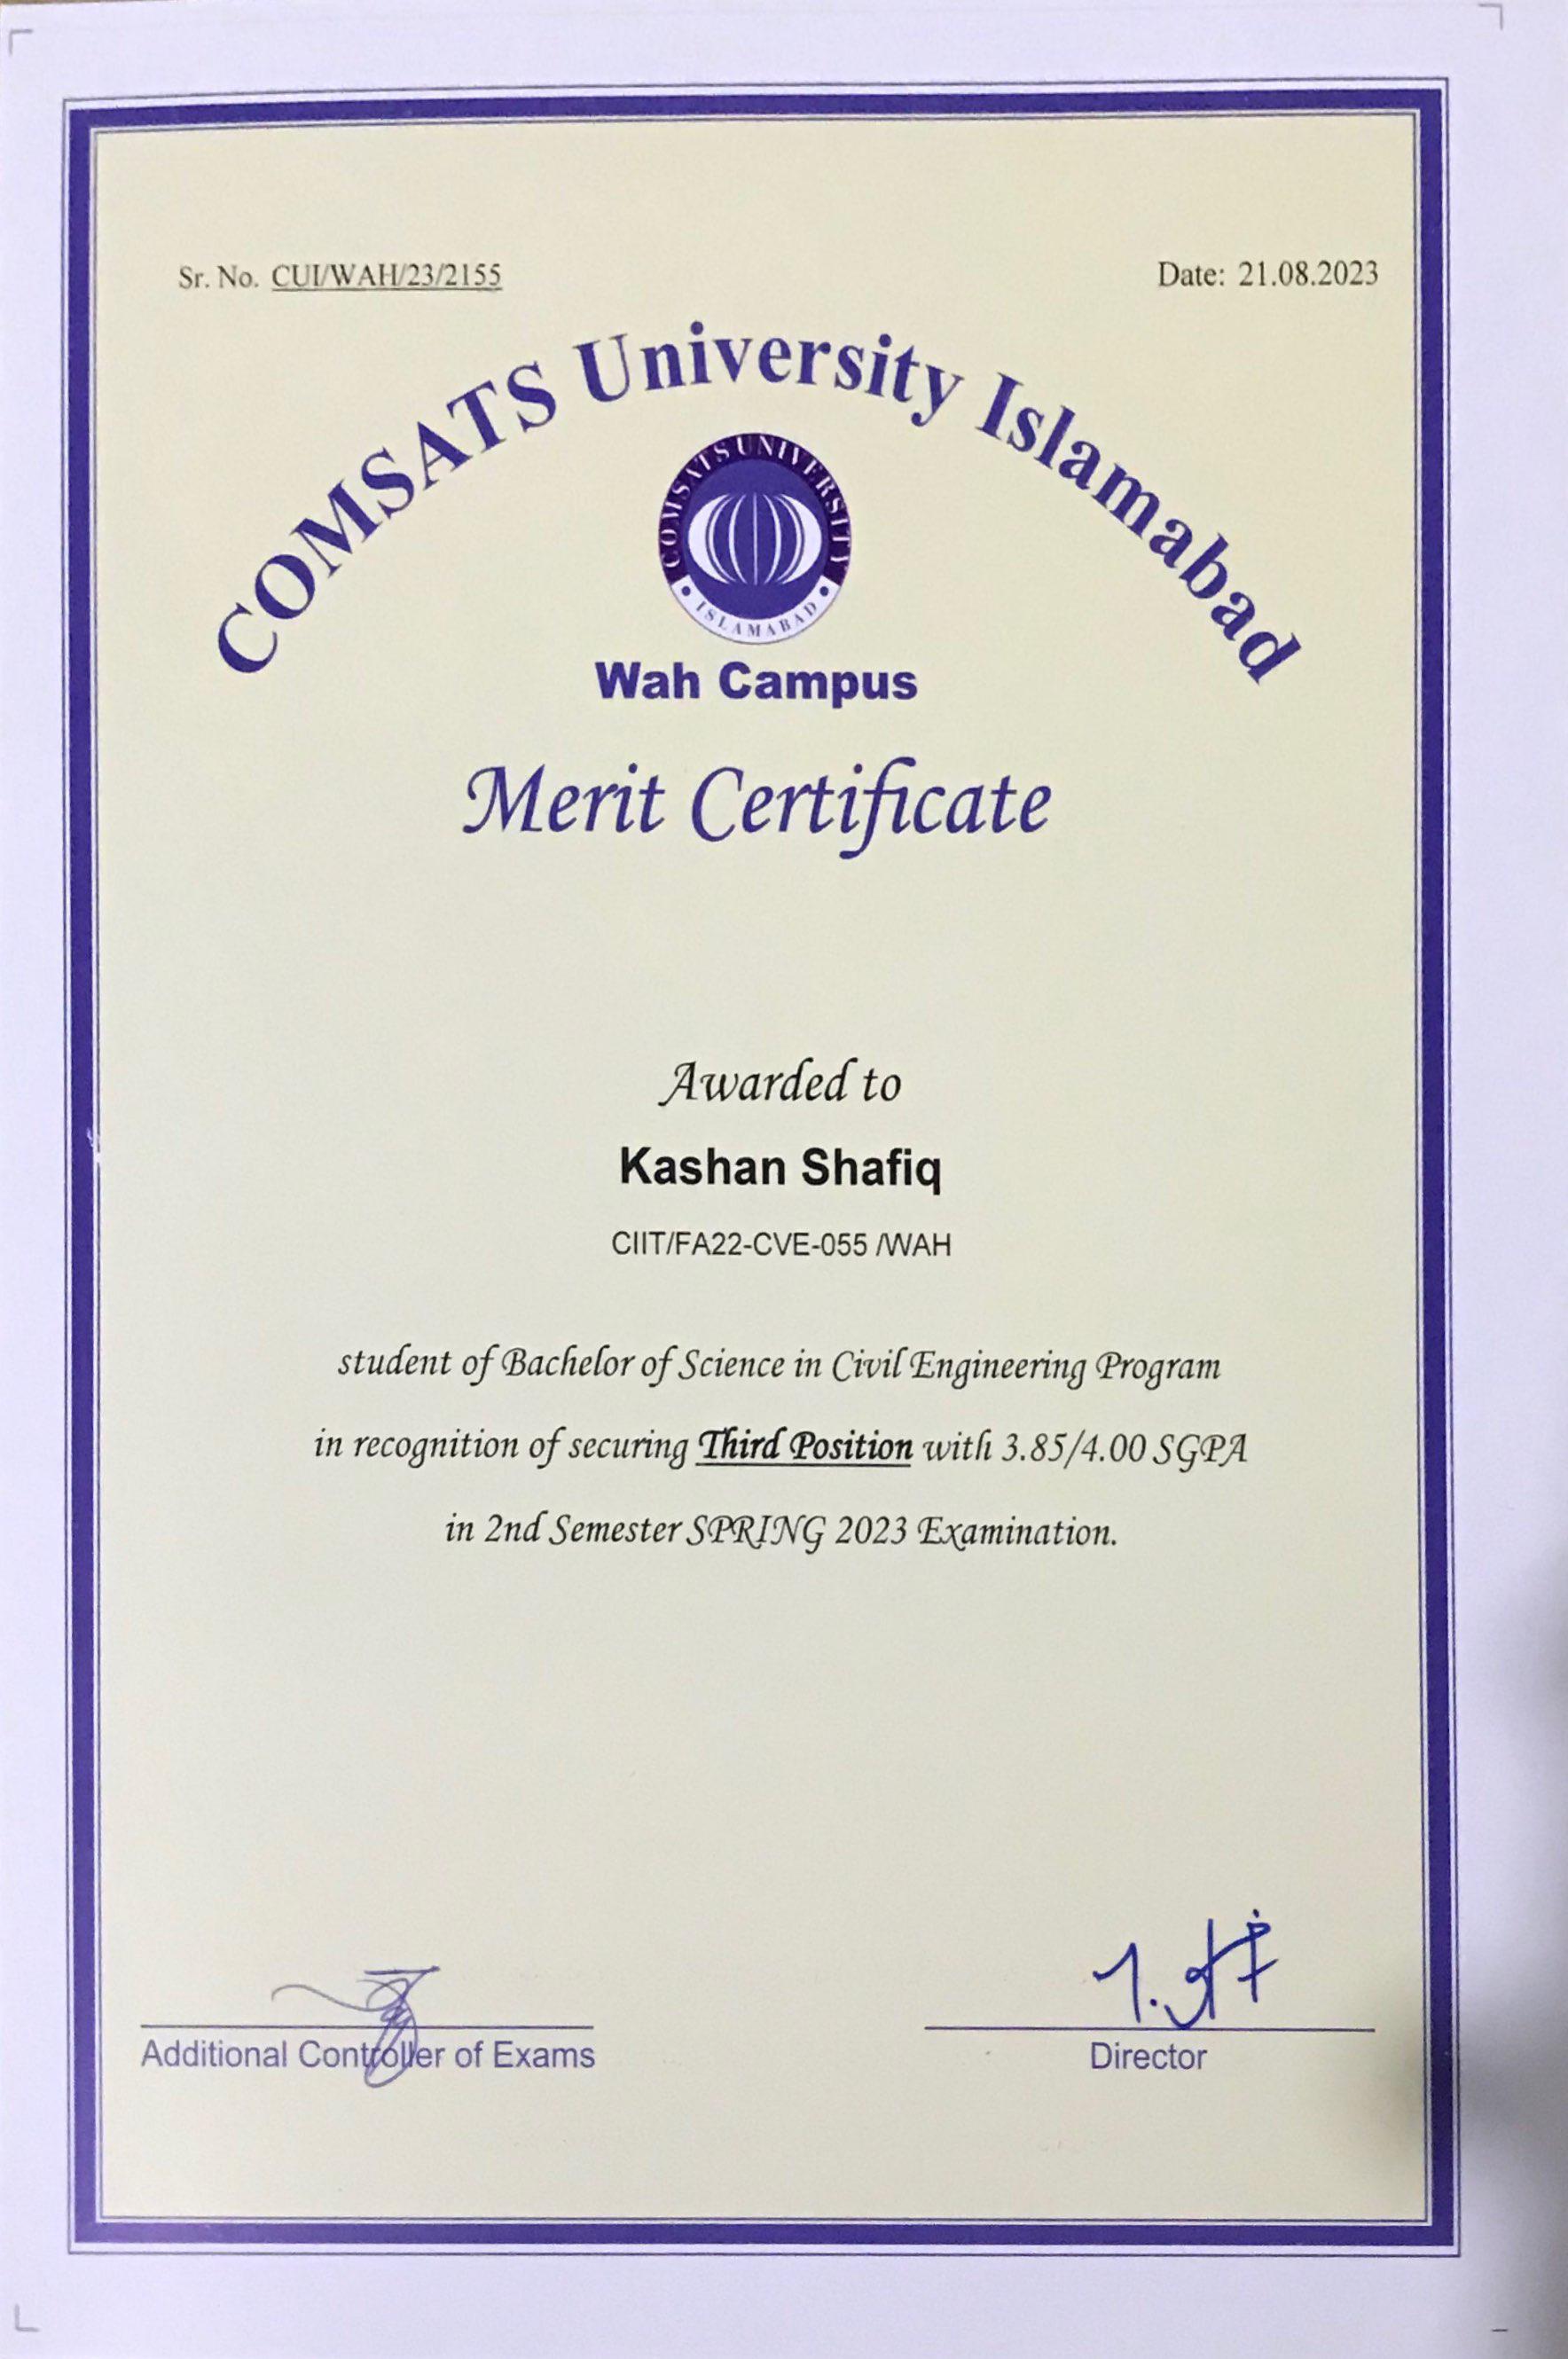 Sr. No. CUI/WAH/23/2155
Date: 21.08.2023
COMSATS University Islamabad
COMSATS UNIVERSITY
• ISLAMABAD •
Wah Campus
Merit Certificate
Awarded to
Kashan Shafiq
CIIT/FA22-CVE-055 /WAH
student of Bachelor of Science in Civil Engineering Program
in recognition of securing Third Position with 3.85/4.00 SGPA
in 2nd Semester SPRING 2023 Examination.
Additional Controller of Exams
Director